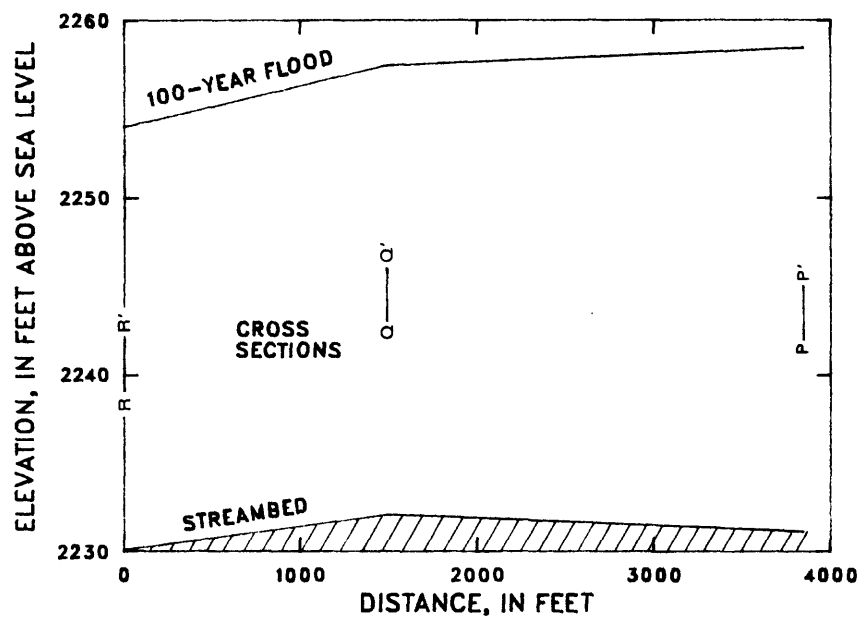 ELEVATION, IN FEET ABOVE SEA LEVEL
2260
2250
2240
2230
100-YEAR FLOOD
R'
R
CROSS
SECTIONS
Q'
Q
P'
P
STREAMBED
0 1000 2000 3000 4000
DISTANCE, IN FEET